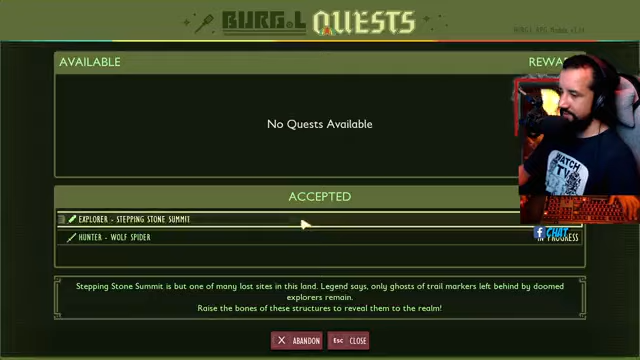 BURG.L QUESTS
AVAILABLE
No Quests Available
ACCEPTED
EXPLORER - STEPPING STONE SUMMIT
CHAT
HUNTER - WOLF SPIDER
IN PROGRESS
Stepping Stone Summit is but one of many lost sites in this land. Legend says, only ghosts of trail markers left behind by doomed
explorers remain.
Raise the bones of these structures to reveal them to the realm!
X ABANDON Esc CLOSE
WATCH
TV